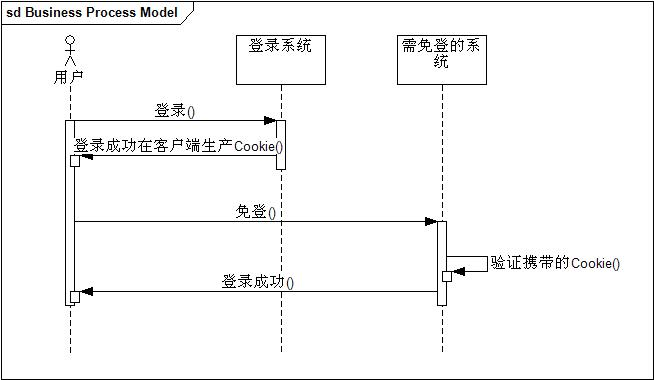 sd Business Process Model
用户
登录系统
需免登的系
统
登录()
登录成功在客户端生产Cookie()
免登()
验证携带的Cookie()
登录成功()